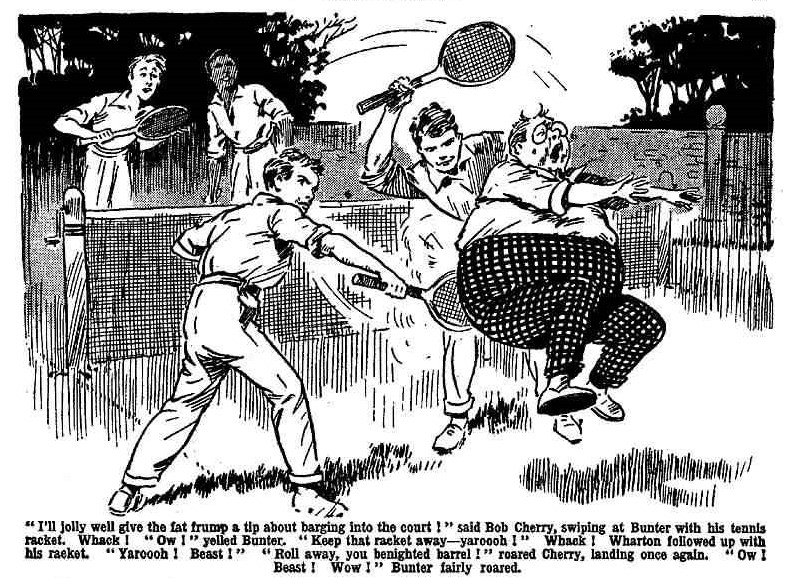 "I'll jolly well give the fat frump a tip about barging into the court!" said Bob Cherry, swiping at Bunter with his tennis
racket. Whack! "Ow!" yelled Bunter. "Keep that racket away—yaroooh!" Whack! Wharton followed up with
his racket. "Yaroooh! Beast!" "Roll away, you benighted barrel!" roared Cherry, landing once again. "Ow!
Beast! Wow!" Bunter fairly roared.